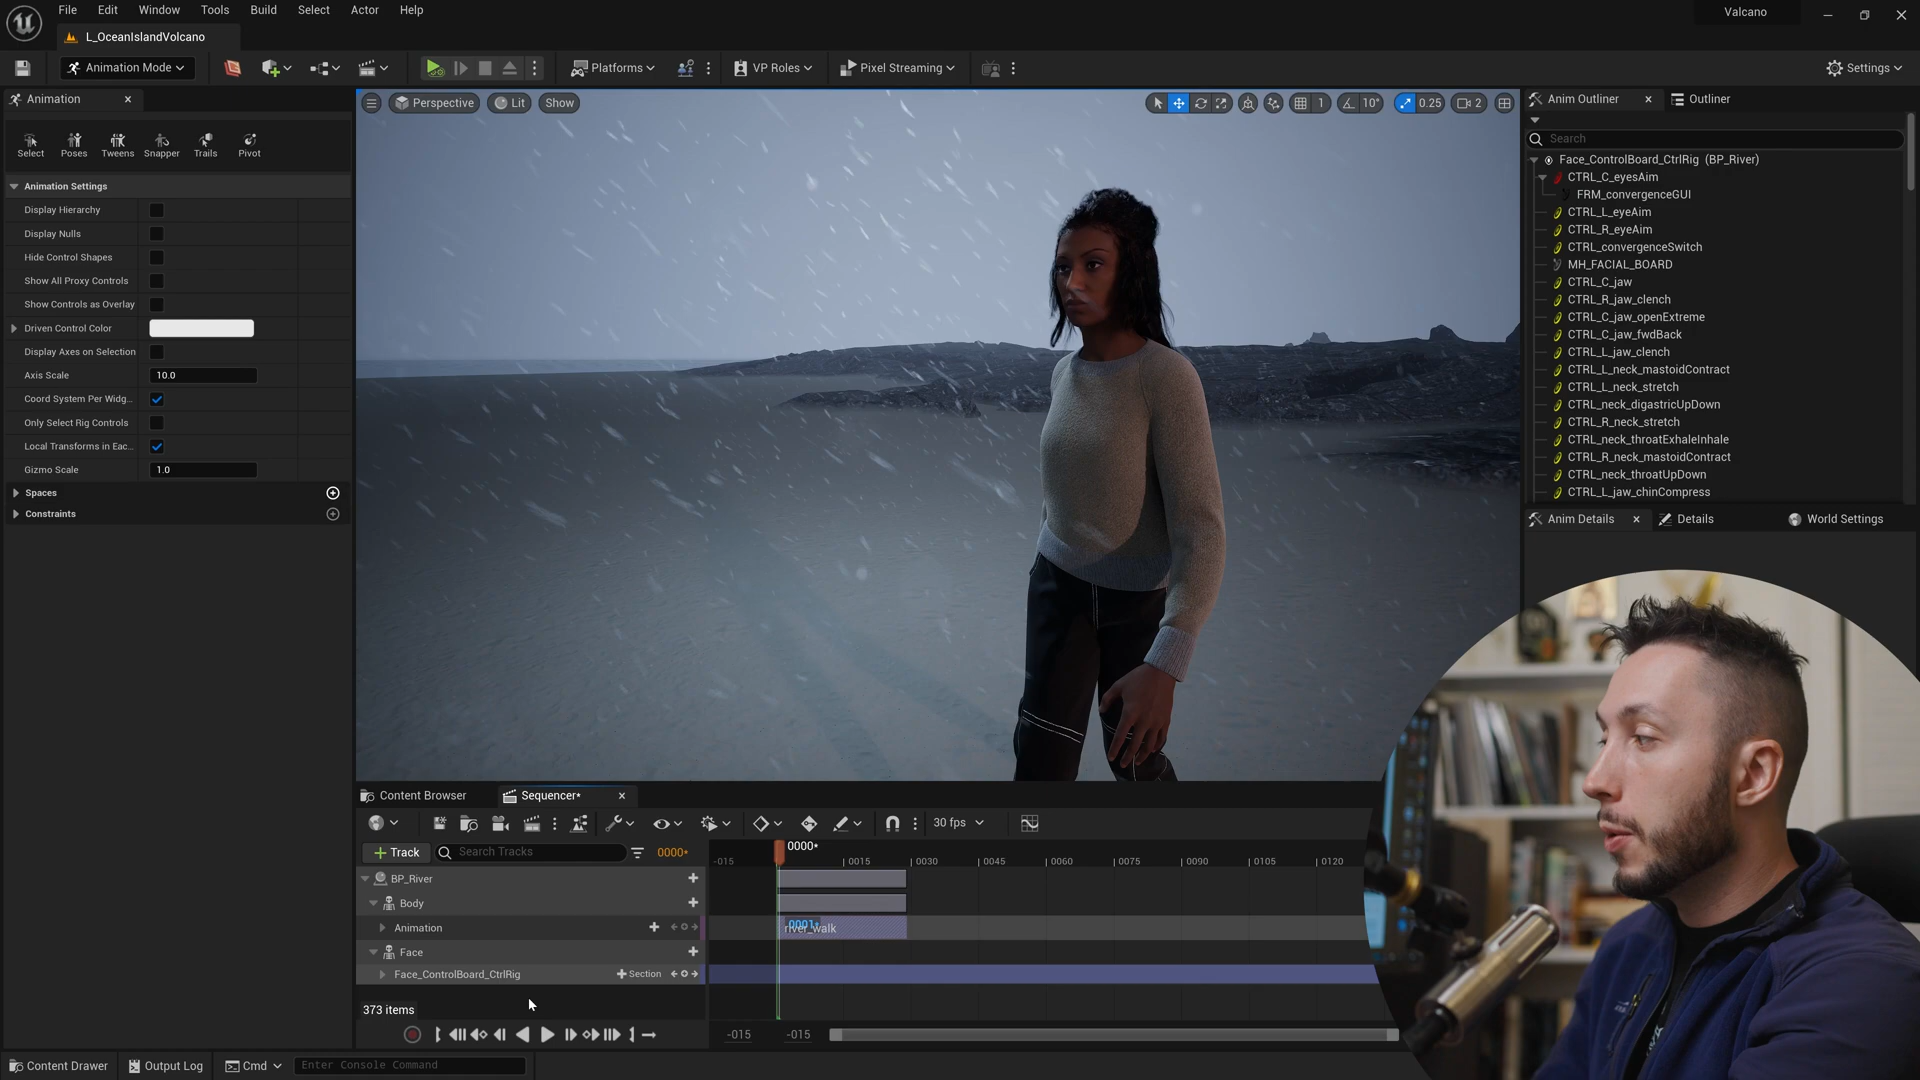 File Edit Window Tools Build Select Actor Help
Valcano
L_OceanIslandVolcano
Animation Mode
Platforms
VP Roles
Pixel Streaming
Settings
Animation
Select Poses Tweens Snapper Trails Pivot
Animation Settings
Display Hierarchy
Display Nulls
Hide Control Shapes
Show All Proxy Controls
Show Controls as Overlay
Driven Control Color
Display Axes on Selection
Axis Scale 10.0
Coord System Per Widg...
Only Select Rig Controls
Local Transforms in Eac...
Gizmo Scale 1.0
Spaces
Constraints
Perspective Lit Show
1 10° 0.25 2
Anim Outliner Outliner
Search
Face_ControlBoard_CtrlRig (BP_River)
CTRL_C_eyesAim
FRM_convergenceGUI
CTRL_L_eyeAim
CTRL_R_eyeAim
CTRL_convergenceSwitch
MH_FACIAL_BOARD
CTRL_C_jaw
CTRL_R_jaw_clench
CTRL_C_jaw_openExtreme
CTRL_C_jaw_fwdBack
CTRL_L_jaw_clench
CTRL_L_neck_mastoidContract
CTRL_L_neck_stretch
CTRL_neck_digastricUpDown
CTRL_R_neck_stretch
CTRL_neck_throatExhaleInhale
CTRL_R_neck_mastoidContract
CTRL_neck_throatUpDown
CTRL_L_jaw_chinCompress
Anim Details Details World Settings
Content Browser Sequencer*
30 fps
Track Search Tracks 0000*
0000*
-015 0015 0030 0045 0060 0075 0090 0105 0120
BP_River
Body
Animation
0001*
river_walk
Face
Face_ControlBoard_CtrlRig Section
373 items
-015 -015
Content Drawer Output Log Cmd Enter Console Command